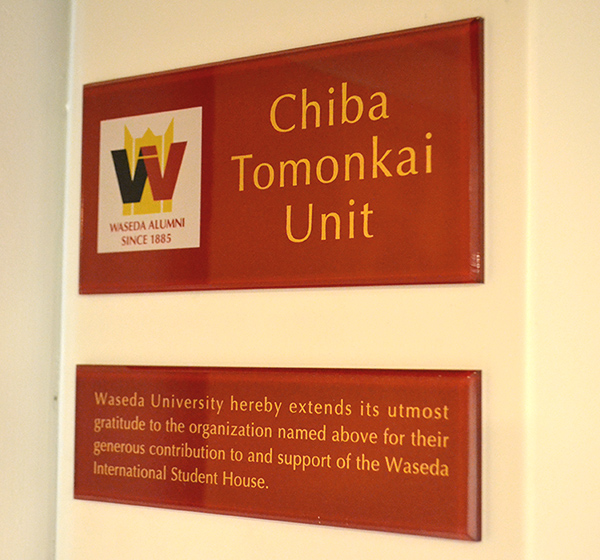 Chiba
Tomonkai
Unit
W
WASEDA ALUMNI
SINCE 1885
Waseda University hereby extends its utmost
gratitude to the organization named above for their
generous contribution to and support of the Waseda
International Student House.